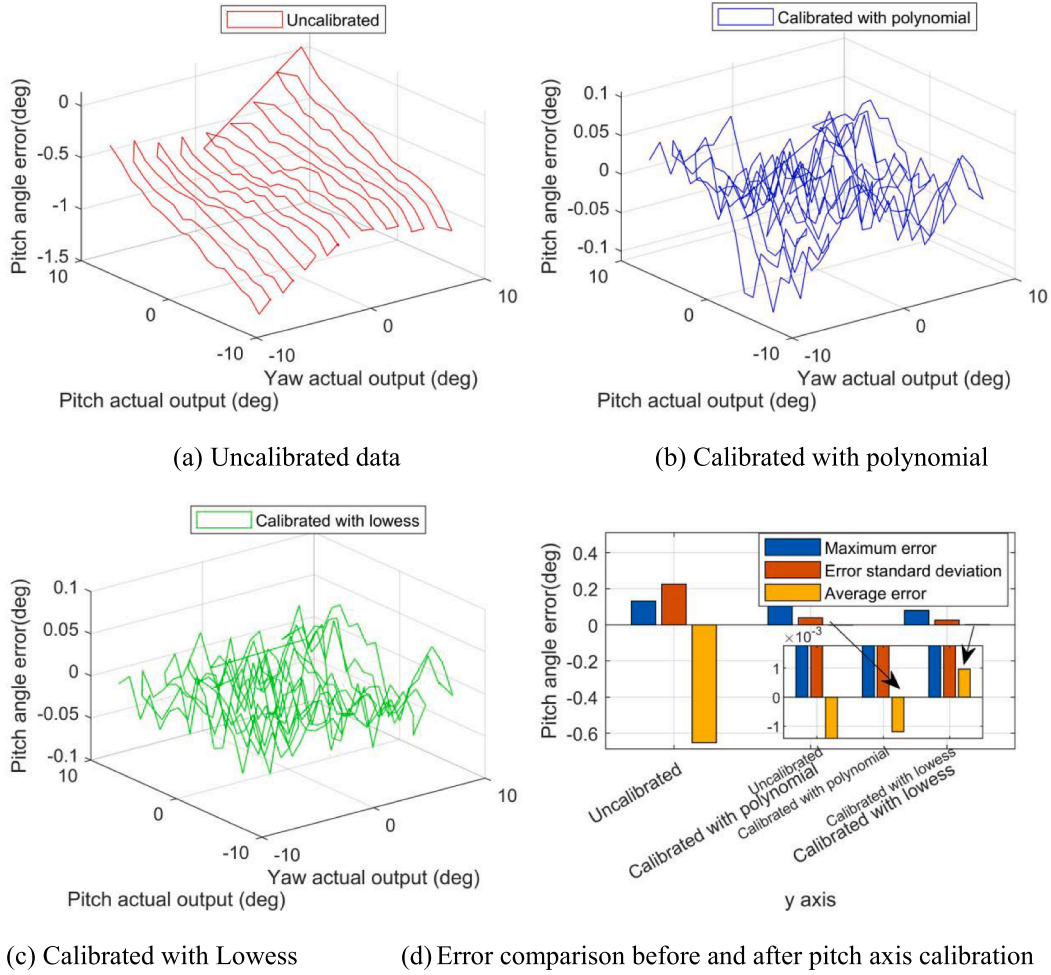 Uncalibrated
Pitch angle error(deg)
0
-0.5
-1
-1.5
10
0
-10
-10
0
10
Yaw actual output (deg)
Pitch actual output (deg)
(a) Uncalibrated data
Calibrated with polynomial
Pitch angle error(deg)
0.1
0.05
0
-0.05
-0.1
10
0
-10
-10
0
10
Yaw actual output (deg)
Pitch actual output (deg)
(b) Calibrated with polynomial
Calibrated with lowess
Pitch angle error(deg)
0.1
0.05
0
-0.05
-0.1
10
0
-10
-10
0
10
Yaw actual output (deg)
Pitch actual output (deg)
(c) Calibrated with Lowess
Maximum error
Error standard deviation
Average error
Pitch angle error(deg)
0.4
0.2
0
-0.2
-0.4
-0.6
×10-3
1
0
-1
Uncalibrated
Calibrated with polynomial
Calibrated with lowess
Uncalibrated
Calibrated with polynomial
Calibrated with lowess
y axis
(d) Error comparison before and after pitch axis calibration